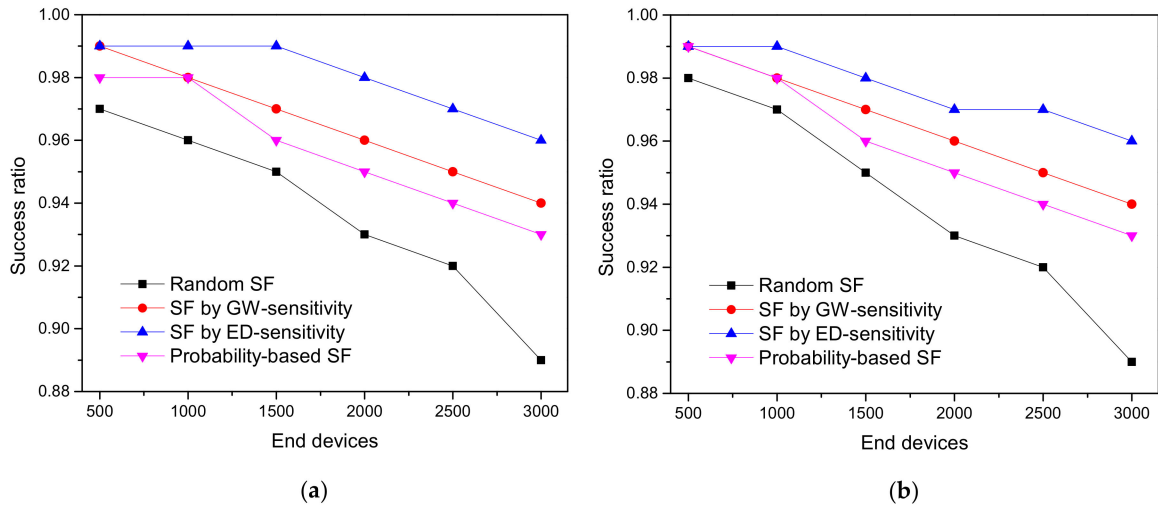 1.00
0.98
0.96
0.94
0.92
0.90
0.88
Success ratio
Random SF
SF by GW-sensitivity
SF by ED-sensitivity
Probability-based SF
500 1000 1500 2000 2500 3000
End devices
(a)
1.00
0.98
0.96
0.94
0.92
0.90
0.88
Success ratio
Random SF
SF by GW-sensitivity
SF by ED-sensitivity
Probability-based SF
500 1000 1500 2000 2500 3000
End devices
(b)